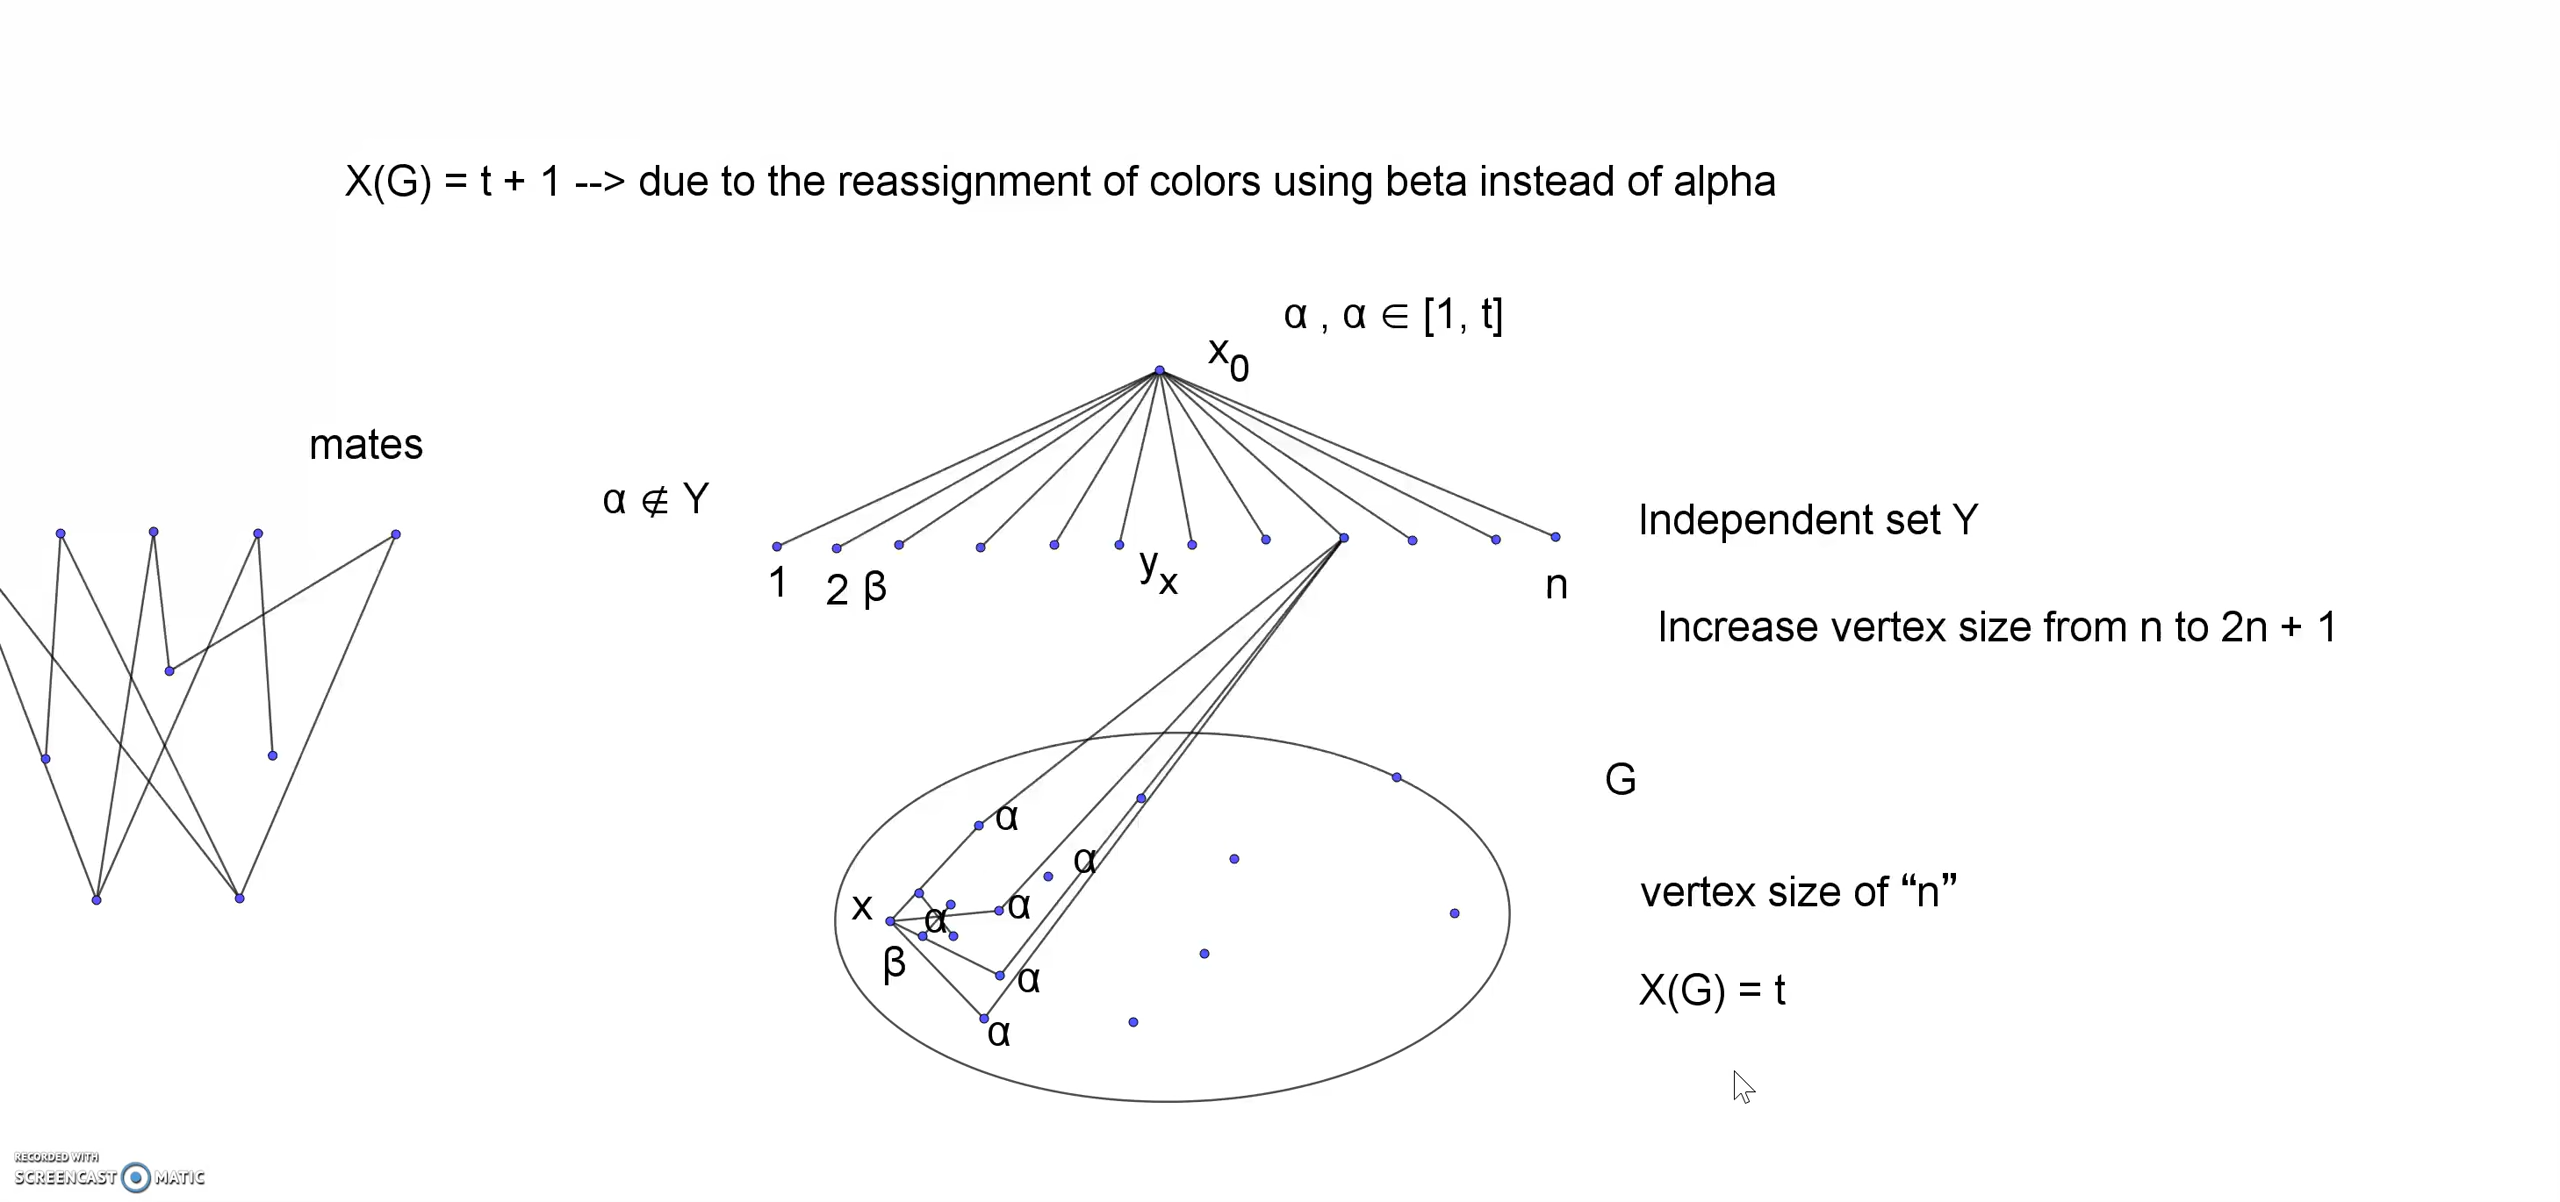 X(G) = t + 1 --> due to the reassignment of colors using beta instead of alpha
α , α ∈ [1, t]
x₀
mates
α ∉ Y
1
2
β
yₓ
n
Independent set Y
Increase vertex size from n to 2n + 1
G
α
α
x
α
α
β
α
α
vertex size of “n”
X(G) = t
RECORDED WITH
SCREENCAST MATIC